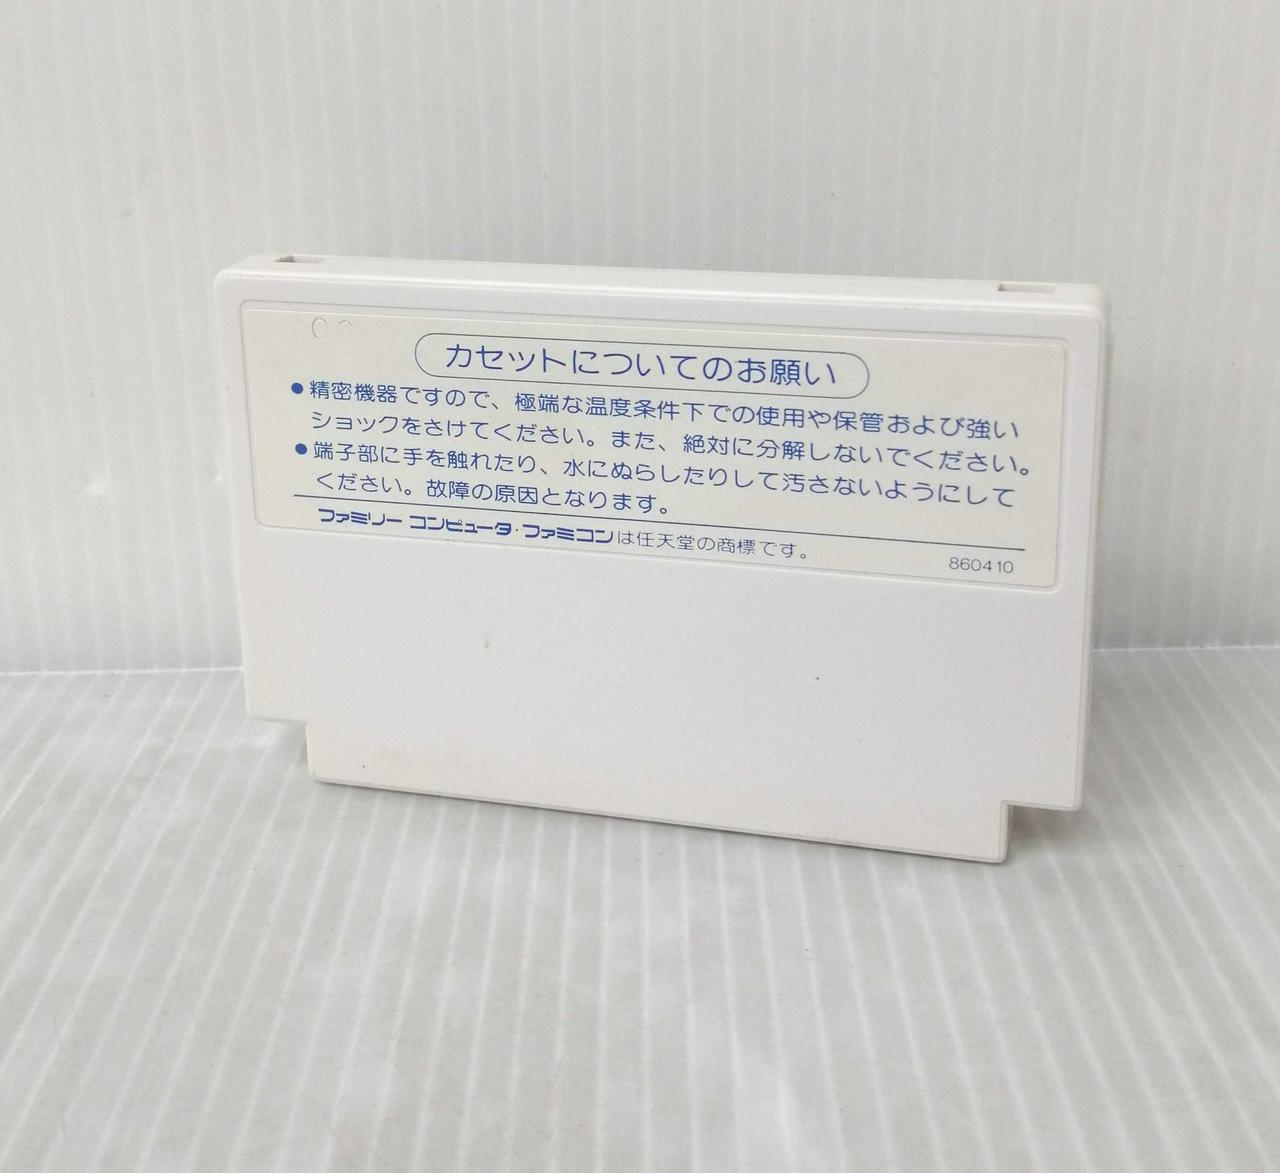 カセットについてのお願い
●精密機器ですので、極端な温度条件下での使用や保管および強い
ショックをさけてください。また、絶対に分解しないでください。
●端子部に手を触れたり、水にぬらしたりして汚さないようにして
ください。故障の原因となります。
ファミリー コンピュータ・ファミコンは任天堂の商標です。
860410